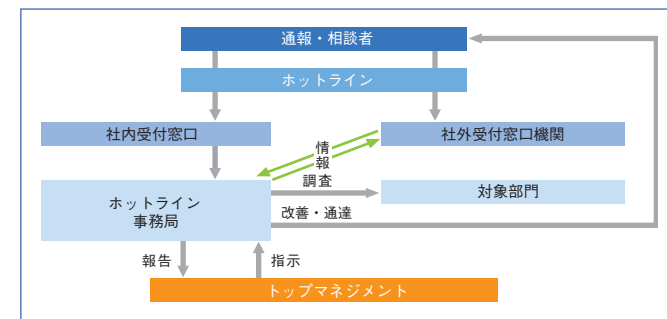 通報・相談者
ホットライン
社内受付窓口
社外受付窓口機関
情報
調査
ホットライン
事務局
対象部門
改善・通達
報告
指示
トップマネジメント